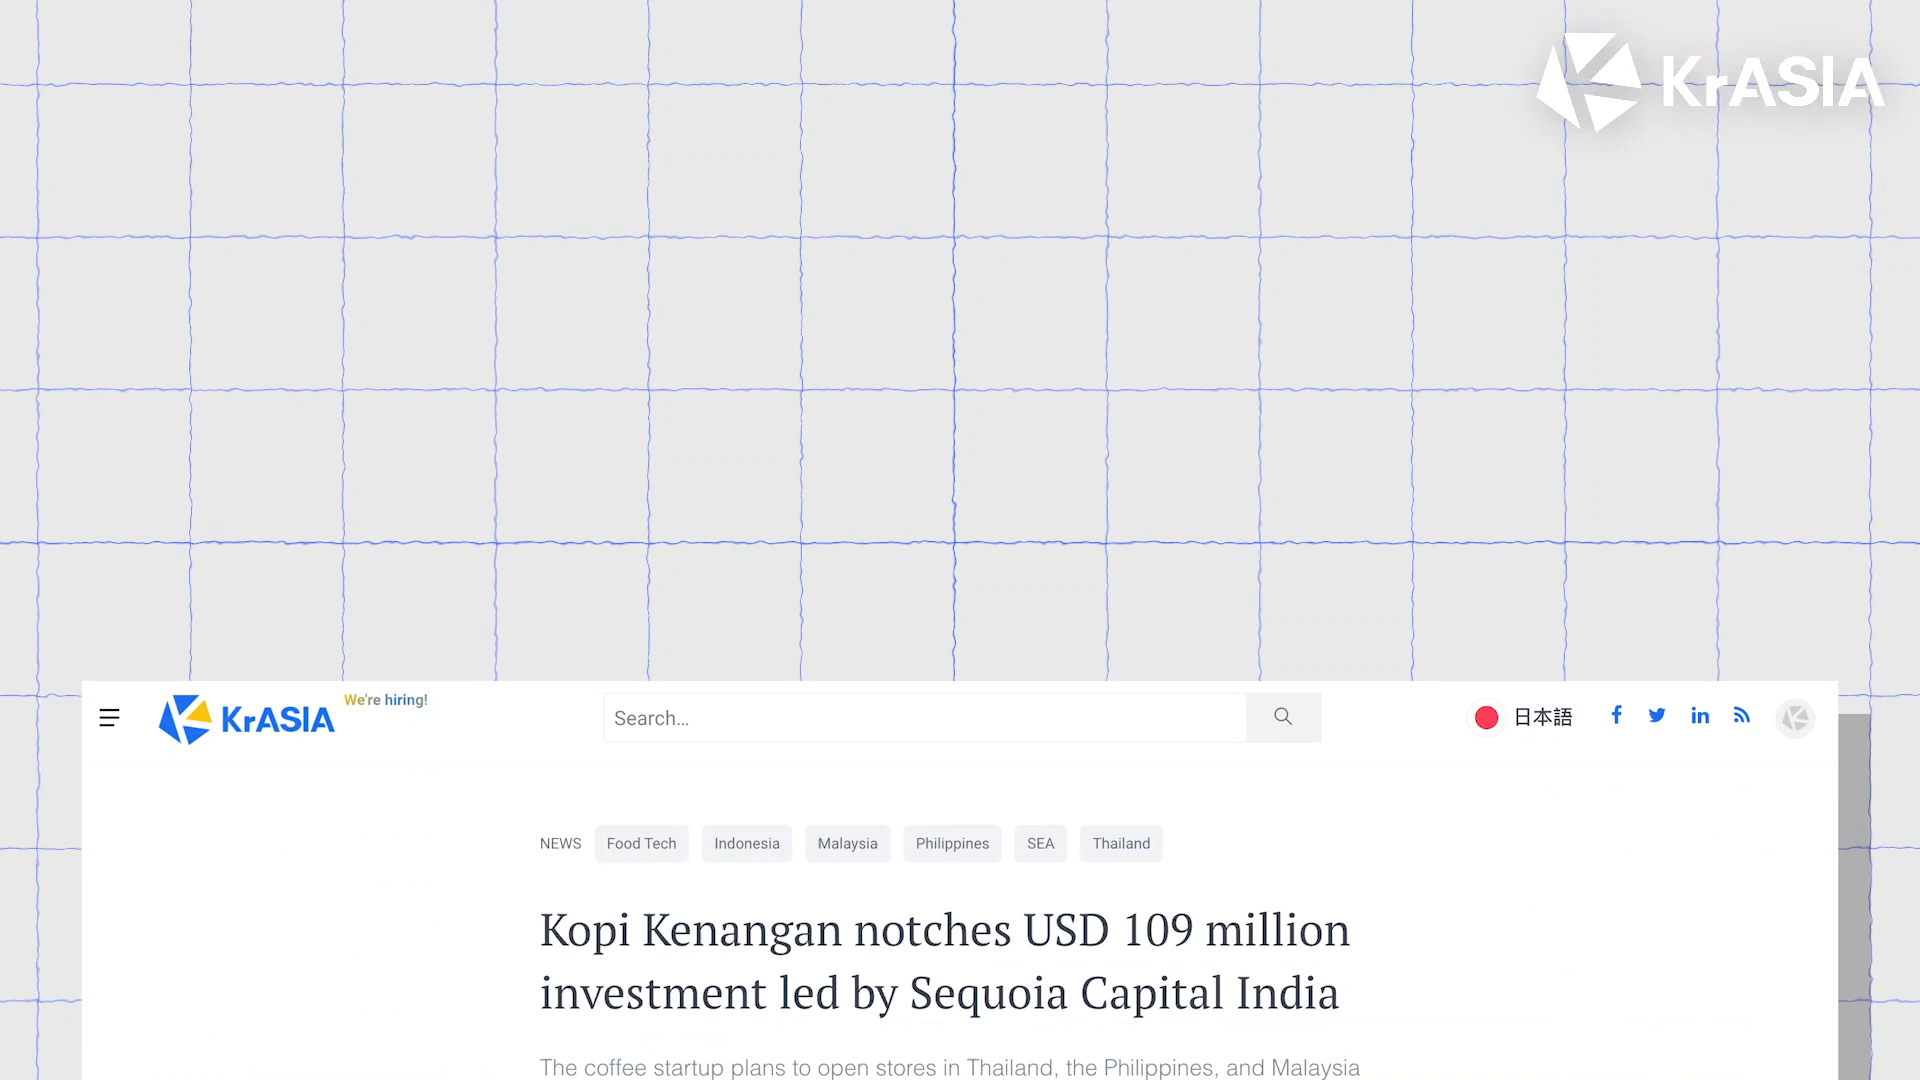 KrASIA
KrASIA
We're hiring!
Search...
日本語
NEWS Food Tech Indonesia Malaysia Philippines SEA Thailand
Kopi Kenangan notches USD 109 million
investment led by Sequoia Capital India
The coffee startup plans to open stores in Thailand, the Philippines, and Malaysia